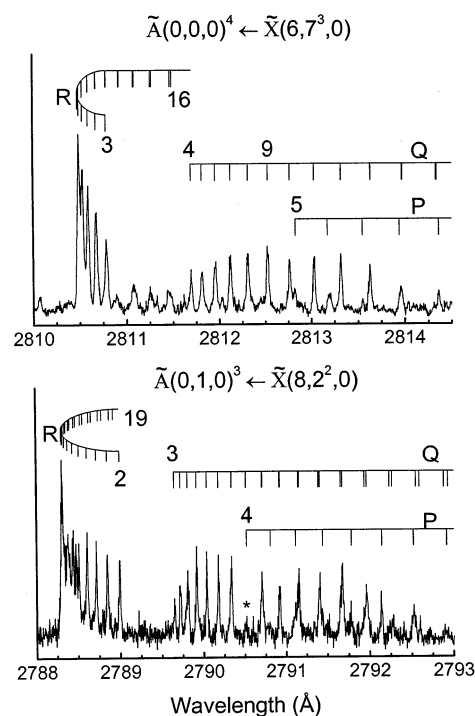 Ã(0,0,0)⁴ ← X̃(6,7³,0)
R
16
3
4
9
Q
5
P
2810 2811 2812 2813 2814
Ã(0,1,0)³ ← X̃(8,2²,0)
R
19
2
3
Q
4
P
*
2788 2789 2790 2791 2792 2793
Wavelength (Å)